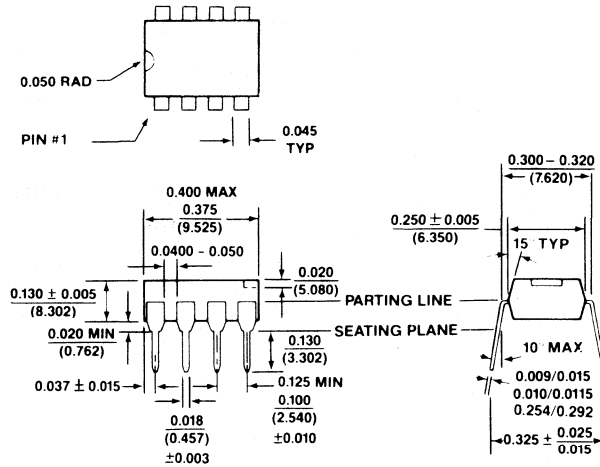 0.050 RAD
PIN #1
0.045
TYP
0.400 MAX
0.375
(9.525)
0.0400 - 0.050
0.020
(5.080)
0.130 ± 0.005
(8.302)
0.020 MIN
(0.762)
0.037 ± 0.015
0.018
(0.457)
±0.003
0.130
(3.302)
0.125 MIN
0.100
(2.540)
±0.010
PARTING LINE
SEATING PLANE
0.300 - 0.320
(7.620)
0.250 ± 0.005
(6.350)
15° TYP
10° MAX
0.009/0.015
0.010/0.0115
0.254/0.292
0.325 ± 0.025
0.015